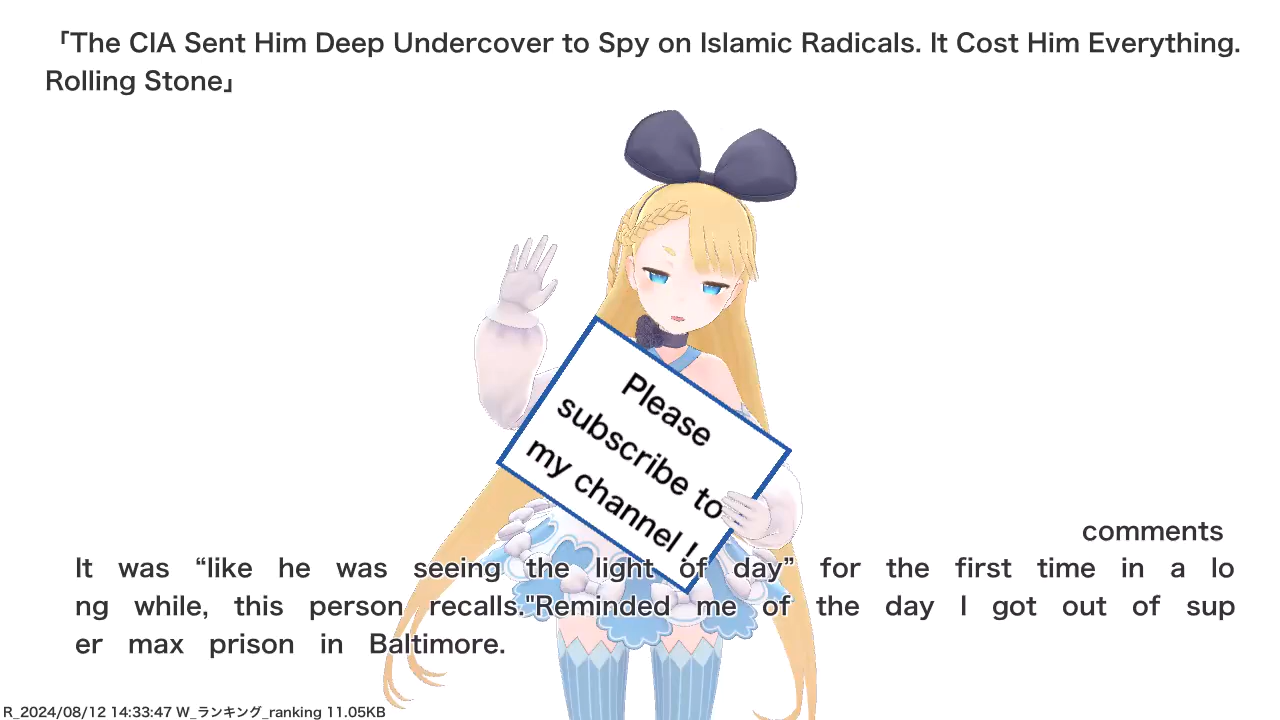 「The CIA Sent Him Deep Undercover to Spy on Islamic Radicals. It Cost Him Everything.
Rolling Stone」
Please
subscribe to
my channel !
comments
It was “like he was seeing the light of day” for the first time in a lo
ng while, this person recalls."Reminded me of the day I got out of sup
er max prison in Baltimore.
R_2024/08/12 14:33:47 W_ランキング_ranking 11.05KB